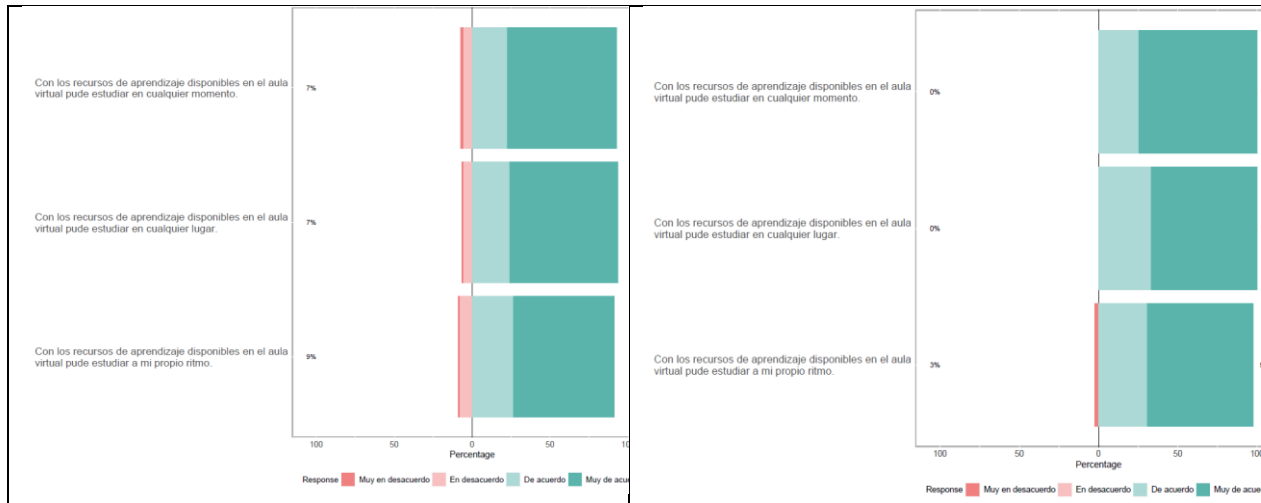 Con los recursos de aprendizaje disponibles en el aula
virtual pude estudiar en cualquier momento.
7%
Con los recursos de aprendizaje disponibles en el aula
virtual pude estudiar en cualquier lugar.
7%
Con los recursos de aprendizaje disponibles en el aula
virtual pude estudiar a mi propio ritmo.
9%
100 50 0 50
Percentage
Response Muy en desacuerdo En desacuerdo De acuerdo Muy de acue
Con los recursos de aprendizaje disponibles en el aula
virtual pude estudiar en cualquier momento.
0%
Con los recursos de aprendizaje disponibles en el aula
virtual pude estudiar en cualquier lugar.
0%
Con los recursos de aprendizaje disponibles en el aula
virtual pude estudiar a mi propio ritmo.
3%
100 50 0 50 100
Percentage
Response Muy en desacuerdo En desacuerdo De acuerdo Muy de acue